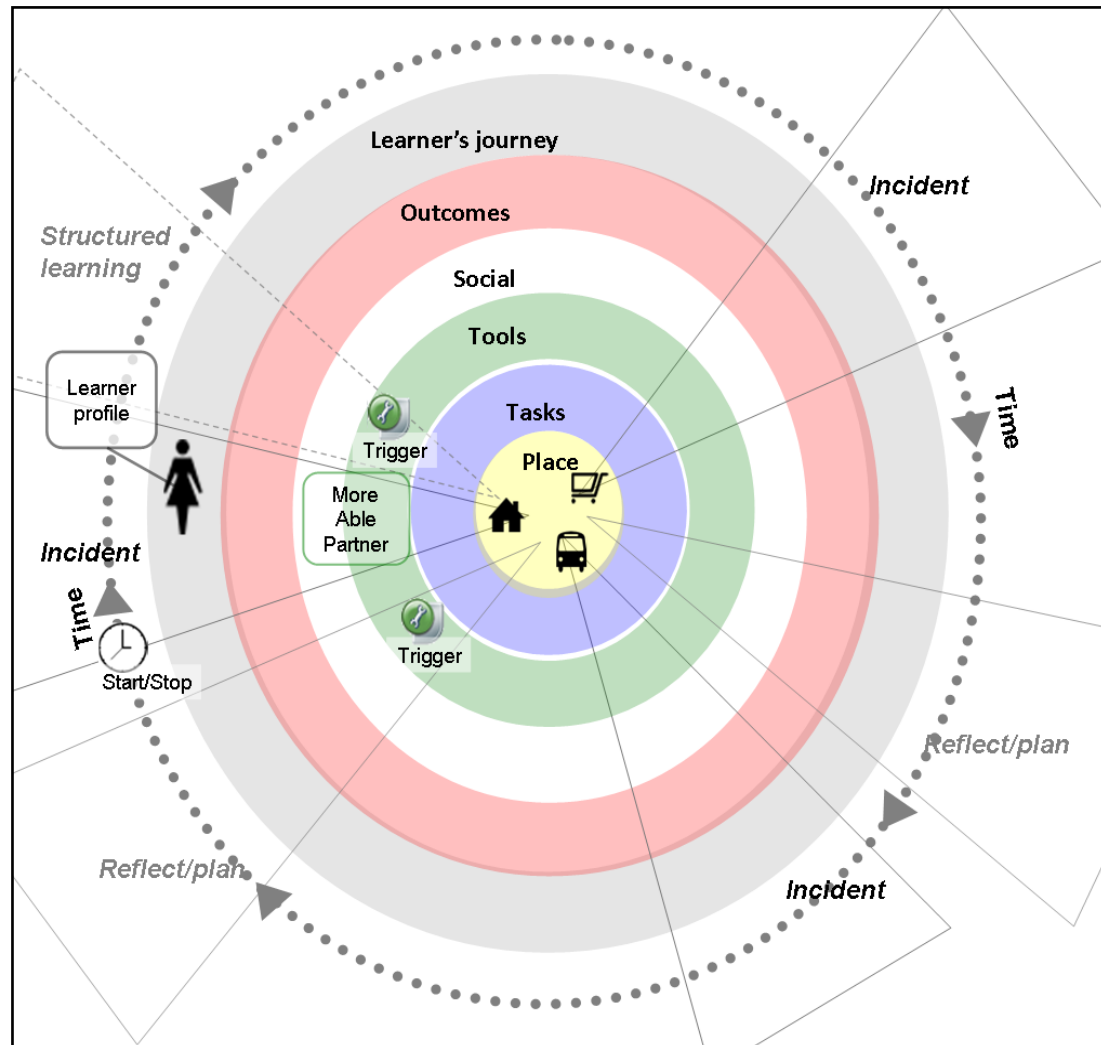 Learner's journey
Incident
Outcomes
Structured
learning
Social
Tools
Learner
profile
Tasks
Time
Trigger
Place
More
Able
Partner
Incident
Time
Trigger
Start/Stop
Reflect/plan
Reflect/plan
Incident